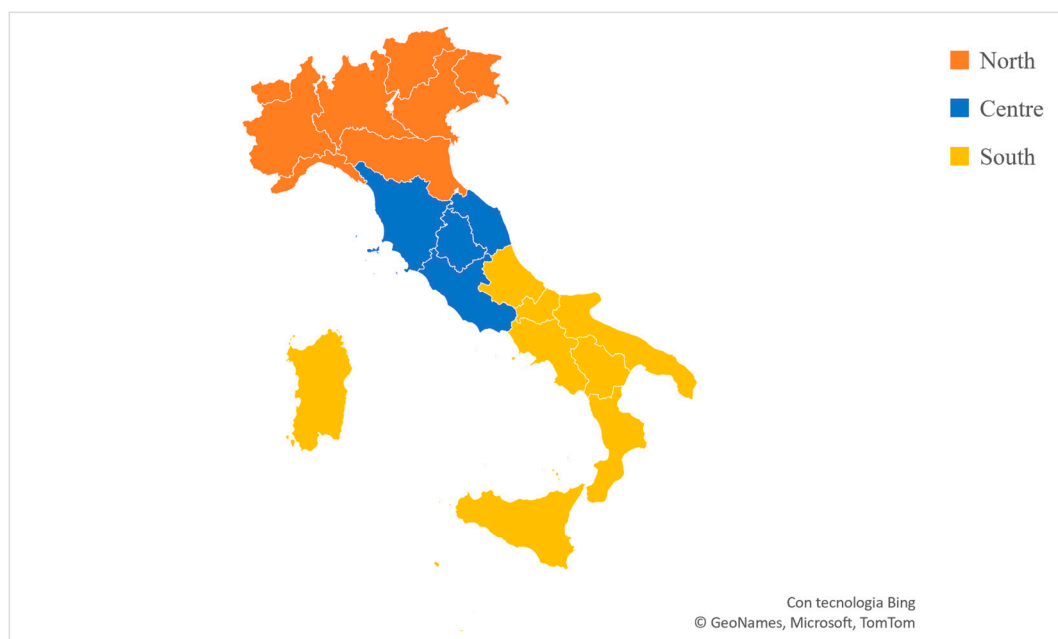 North
Centre
South
Con tecnologia Bing
© GeoNames, Microsoft, TomTom